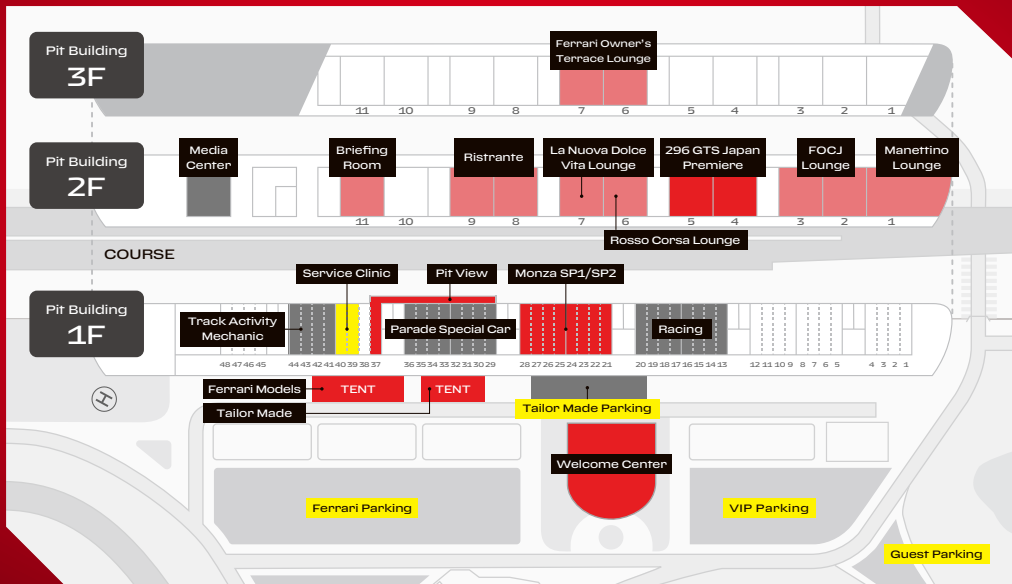 Pit Building
3F
Ferrari Owner's
Terrace Lounge
11 10 9 8 7 6 5 4 3 2 1
Pit Building
2F
Media
Center
Briefing
Room
Ristrante
La Nuova Dolce
Vita Lounge
296 GTS Japan
Premiere
FOCJ
Lounge
Manettino
Lounge
11 10 9 8 7 6 5 4 3 2 1
Rosso Corsa Lounge
COURSE
Service Clinic
Pit View
Monza SP1/SP2
Pit Building
1F
Track Activity
Mechanic
Parade Special Car
Racing
48 47 46 45 44 43 42 41 40 39 38 37 36 35 34 33 32 31 30 29 28 27 26 25 24 23 22 21 20 19 18 17 16 15 14 13 12 11 10 9 8 7 6 5 4 3 2 1
Ferrari Models
TENT
TENT
Tailor Made
Tailor Made Parking
H
Welcome Center
Ferrari Parking
VIP Parking
Guest Parking